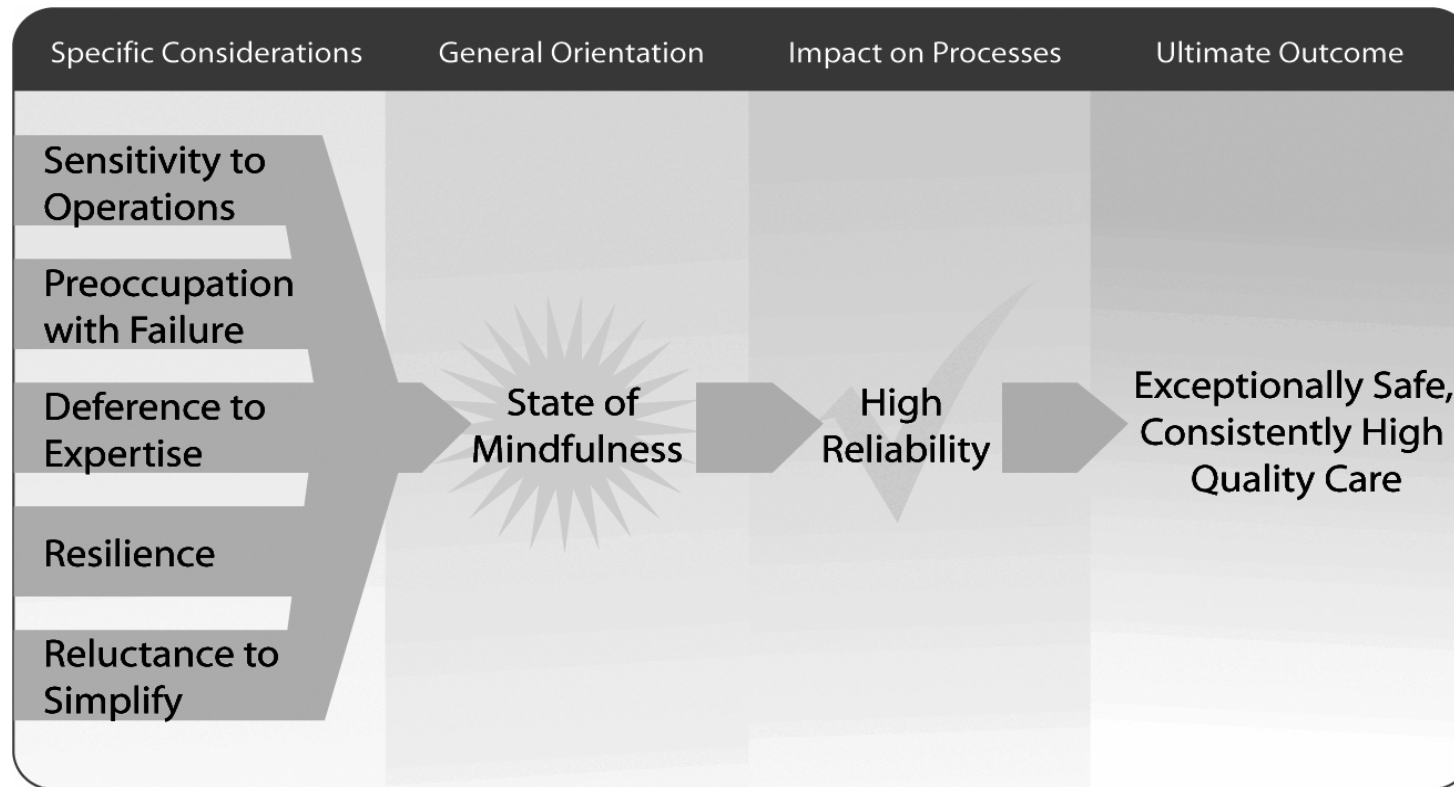 Specific Considerations
General Orientation
Impact on Processes
Ultimate Outcome
Sensitivity to
Operations
Preoccupation
with Failure
Deference to
Expertise
Resilience
Reluctance to
Simplify
State of
Mindfulness
High
Reliability
Exceptionally Safe,
Consistently High
Quality Care